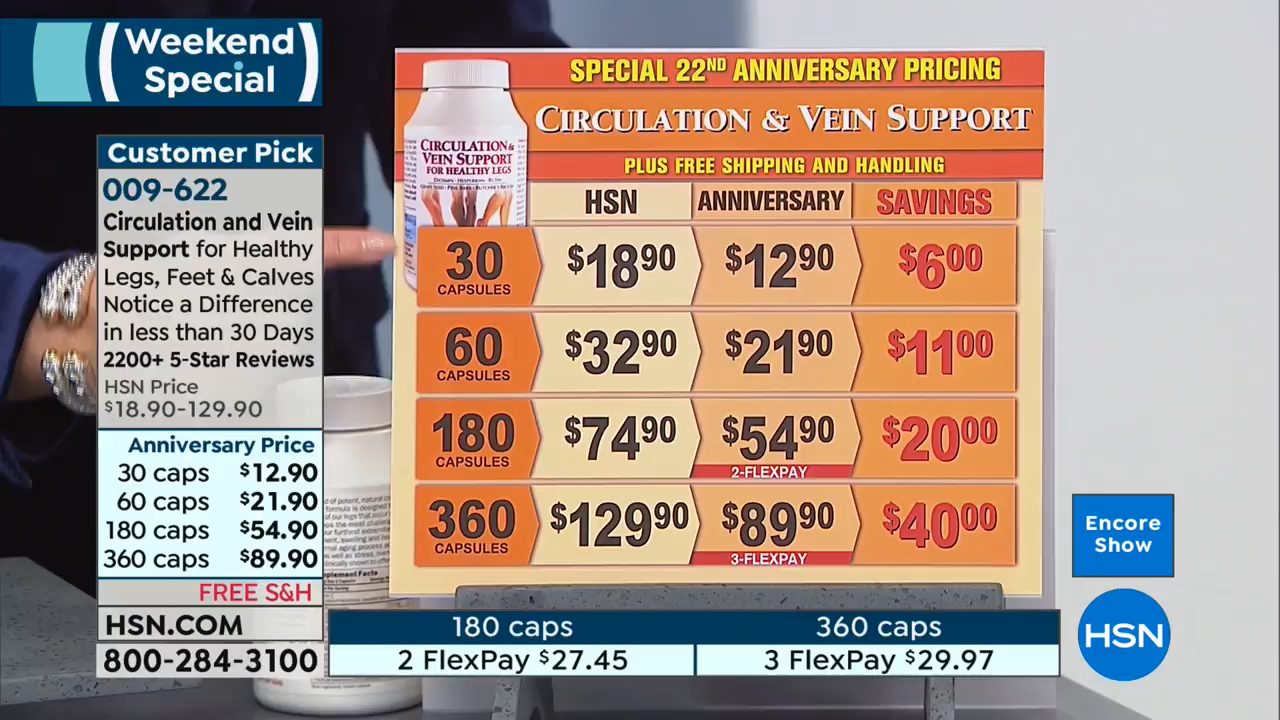 Weekend
Special
Customer Pick
009-622
Circulation and Vein
Support for Healthy
Legs, Feet & Calves
Notice a Difference
in less than 30 Days
2200+ 5-Star Reviews
HSN Price
$18.90-129.90
Anniversary Price
30 caps $12.90
60 caps $21.90
180 caps $54.90
360 caps $89.90
FREE S&H
HSN.COM
800-284-3100
SPECIAL 22ND ANNIVERSARY PRICING
CIRCULATION & VEIN SUPPORT
PLUS FREE SHIPPING AND HANDLING
CIRCULATION &
VEIN SUPPORT
FOR HEALTHY LEGS
HSN ANNIVERSARY SAVINGS
30 CAPSULES $18.90 $12.90 $6.00
60 CAPSULES $32.90 $21.90 $11.00
180 CAPSULES $74.90 $54.90 $20.00
2-FLEXPAY
360 CAPSULES $129.90 $89.90 $40.00
3-FLEXPAY
180 caps 360 caps
2 FlexPay $27.45 3 FlexPay $29.97
Encore
Show
HSN